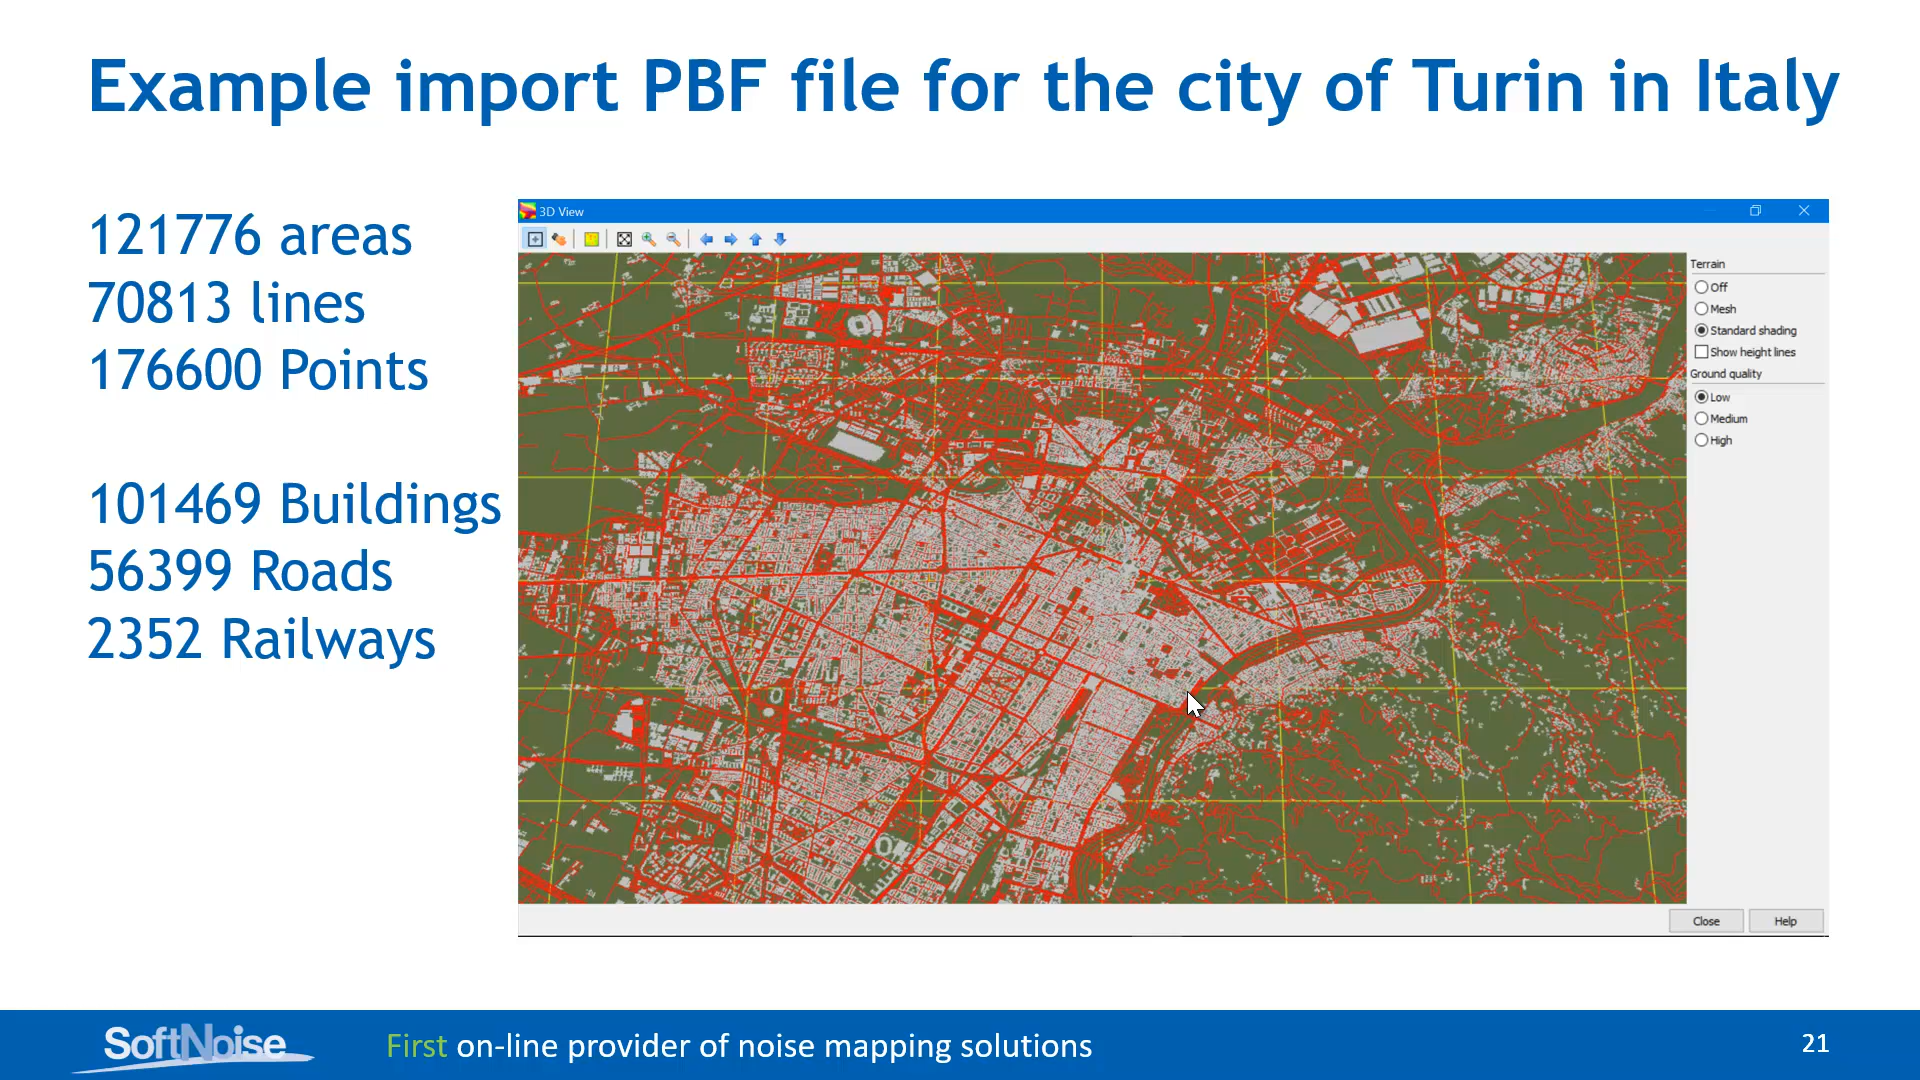 Example import PBF file for the city of Turin in Italy
121776 areas
70813 lines
176600 Points
101469 Buildings
56399 Roads
2352 Railways
3D View
Terrain
Off
Mesh
Standard shading
Show height lines
Ground quality
Low
Medium
High
Close
Help
SoftNoise
First on-line provider of noise mapping solutions
21